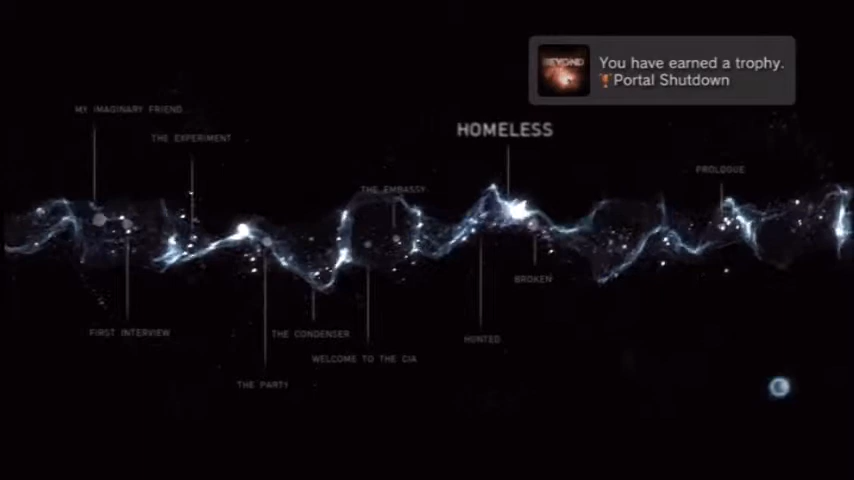 BEYOND
You have earned a trophy.
Portal Shutdown
MY IMAGINARY FRIEND
THE EXPERIMENT
HOMELESS
PROLOGUE
THE EMBASSY
BROKEN
FIRST INTERVIEW
THE CONDENSER
HUNTED
WELCOME TO THE CIA
THE PARTY